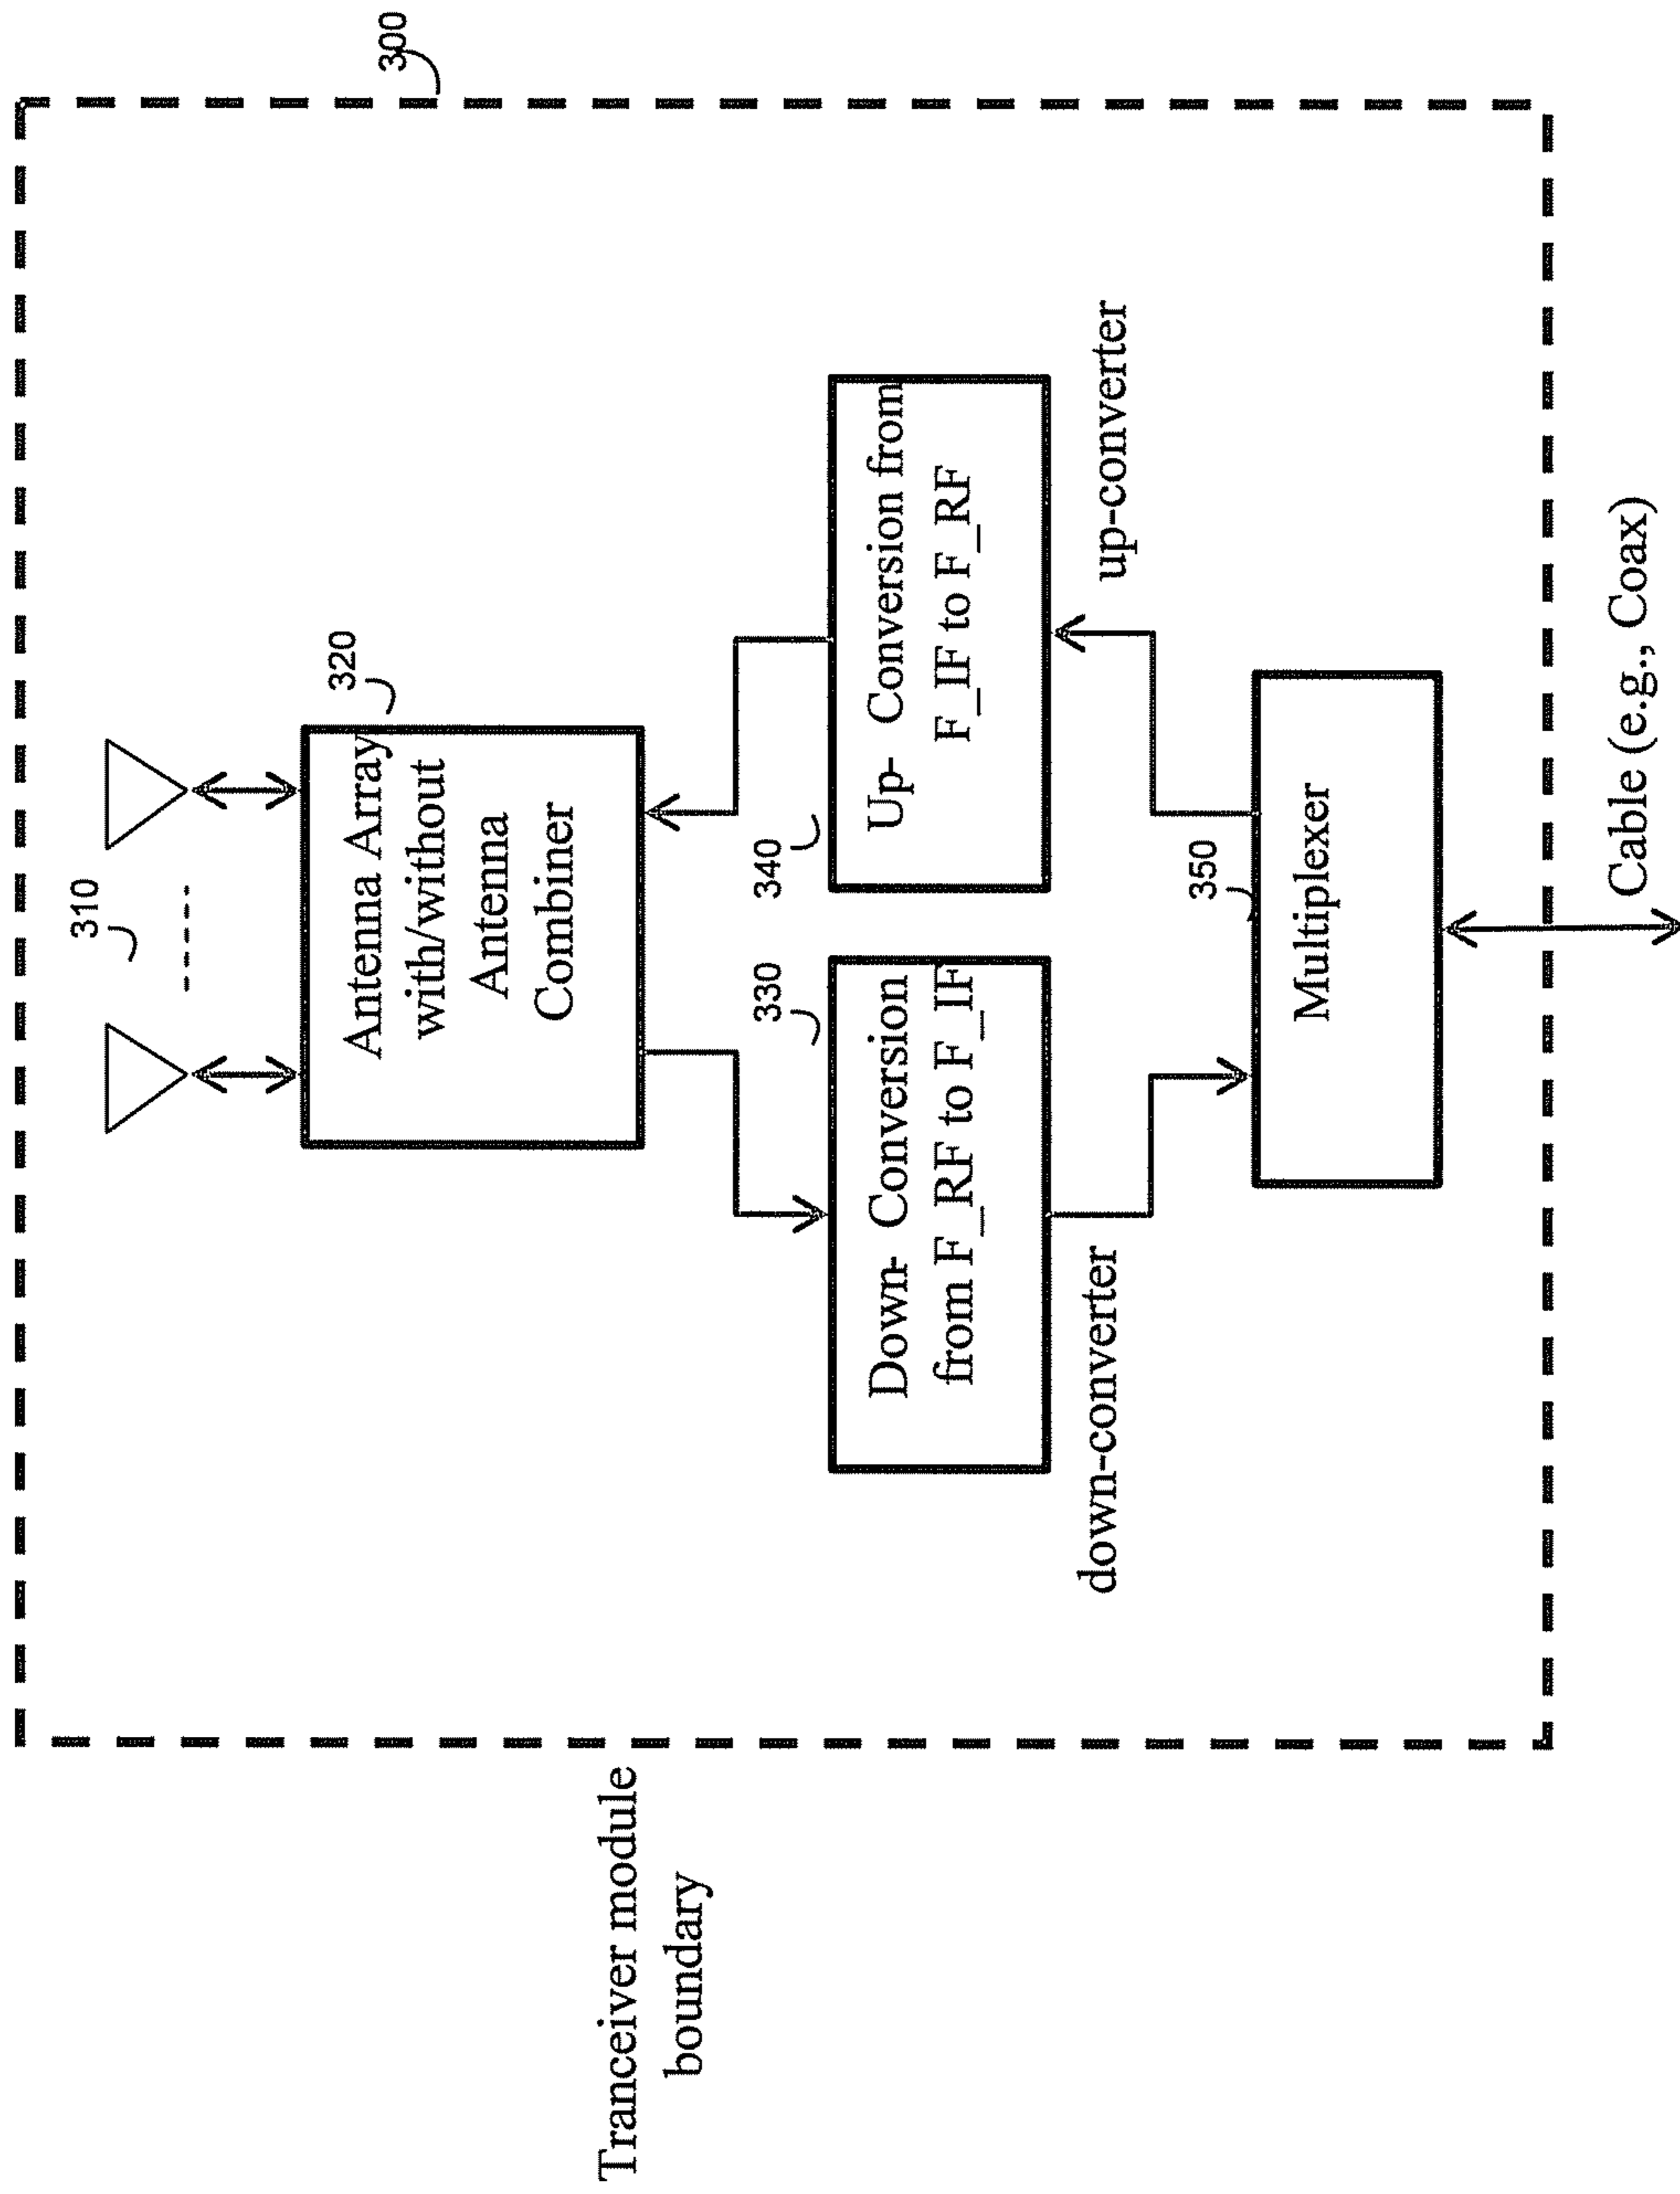 Tranceiver module
boundary
300
310
320
Antenna Array
with/without
Antenna
Combiner
330
Down- Conversion
from F_RF to F_IF
340
Up- Conversion from
F_IF to F_RF
down-converter
up-converter
350
Multiplexer
Cable (e.g., Coax)